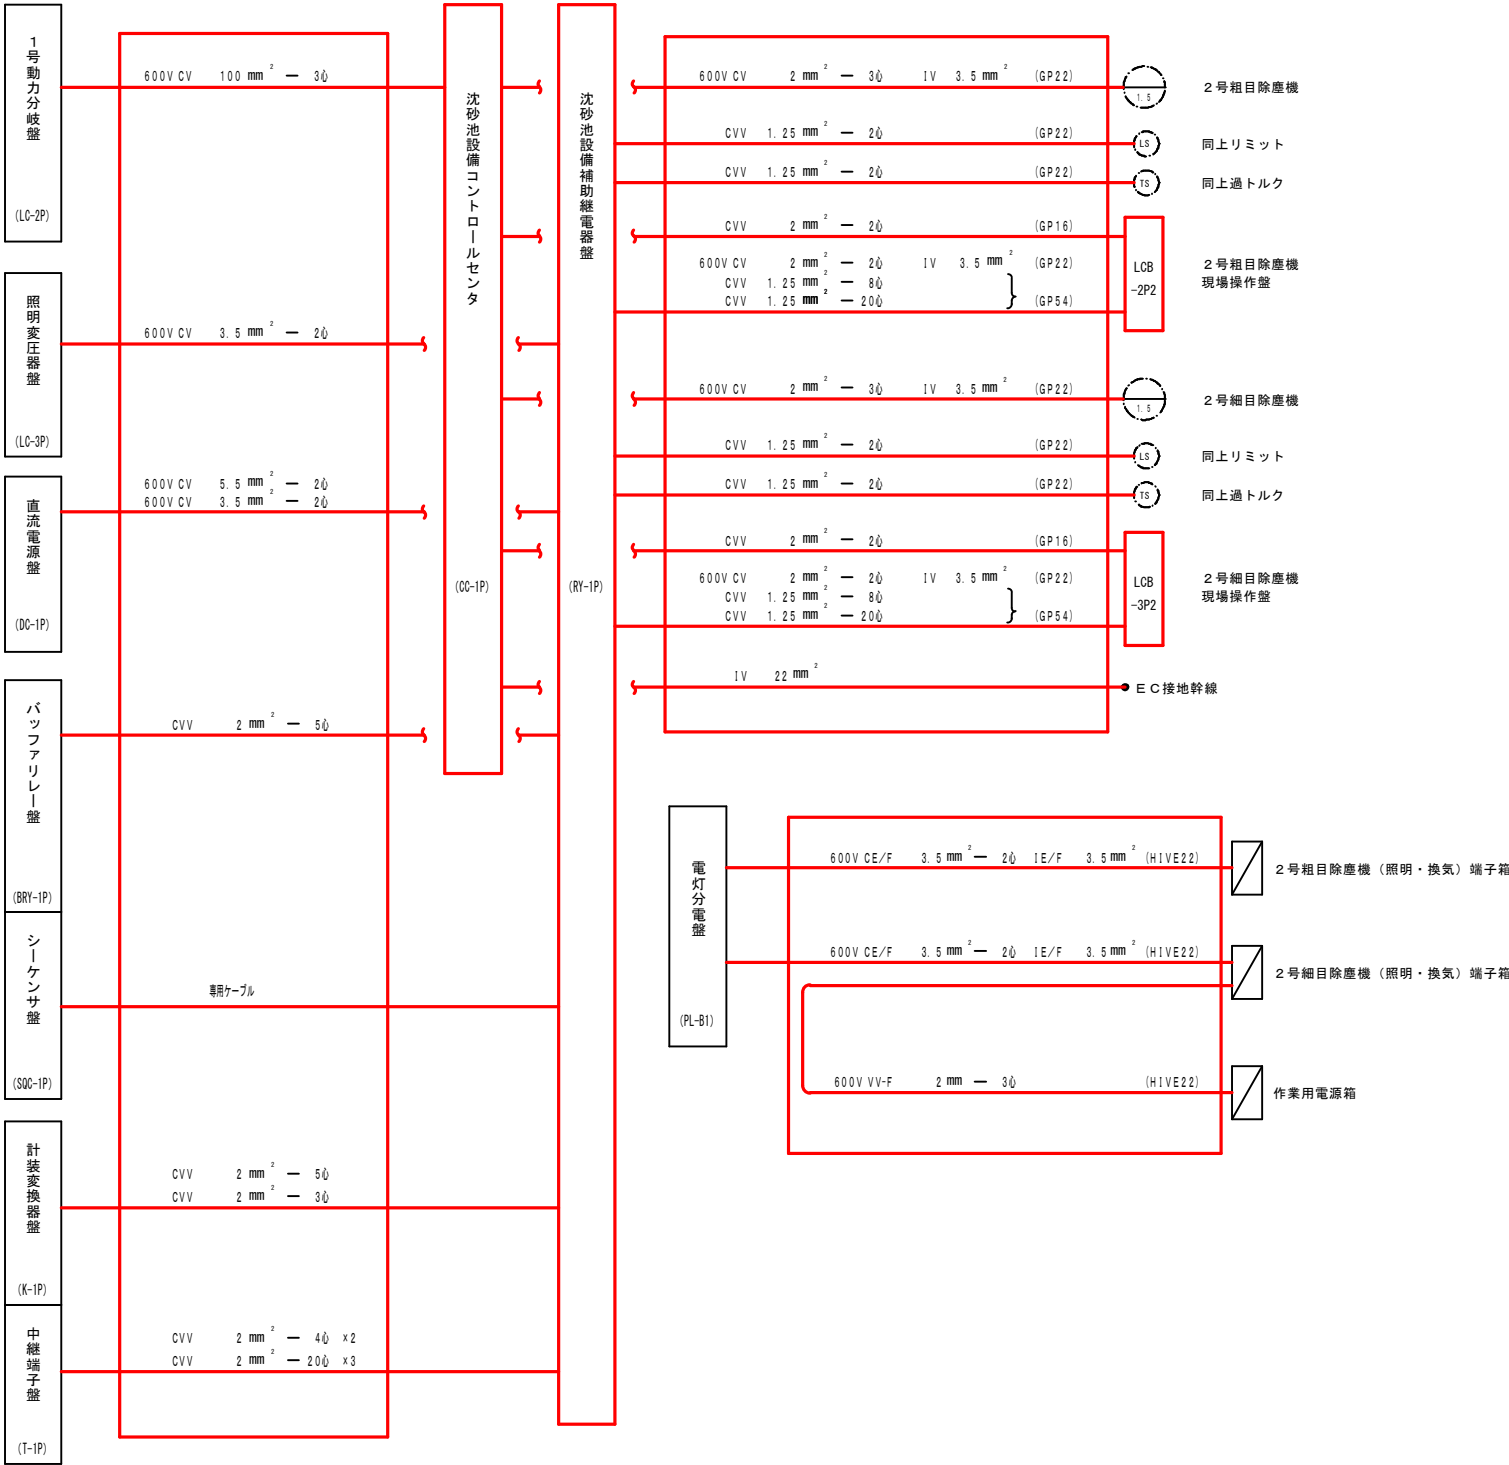 1号動力分岐盤
(LC-2P)
照明変圧器盤
(LC-3P)
直流電源盤
(DC-1P)
バッファリレー盤
(BRY-1P)
シーケンサ盤
(SQC-1P)
計装変換器盤
(K-1P)
中継端子盤
(T-1P)
600V CV 100 mm² — 3心
600V CV 3.5 mm² — 2心
600V CV 5.5 mm² — 2心
600V CV 3.5 mm² — 2心
CVV 2 mm² — 5心
専用ケーブル
CVV 2 mm² — 5心
CVV 2 mm² — 3心
CVV 2 mm² — 4心 ×2
CVV 2 mm² — 20心 ×3
沈砂池設備コントロールセンタ
(CC-1P)
沈砂池設備補助継電器盤
(RY-1P)
600V CV 2 mm² — 3心 IV 3.5 mm² (GP22)
1.5
2号粗目除塵機
CVV 1.25 mm² — 2心 (GP22)
LS
同上リミット
CVV 1.25 mm² — 2心 (GP22)
TS
同上過トルク
CVV 2 mm² — 2心 (GP16)
600V CV 2 mm² — 2心 IV 3.5 mm² (GP22)
CVV 1.25 mm² — 8心
CVV 1.25 mm² — 20心 (GP54)
LCB
-2P2
2号粗目除塵機
現場操作盤
600V CV 2 mm² — 3心 IV 3.5 mm² (GP22)
1.5
2号細目除塵機
CVV 1.25 mm² — 2心 (GP22)
LS
同上リミット
CVV 1.25 mm² — 2心 (GP22)
TS
同上過トルク
CVV 2 mm² — 2心 (GP16)
600V CV 2 mm² — 2心 IV 3.5 mm² (GP22)
CVV 1.25 mm² — 8心
CVV 1.25 mm² — 20心 (GP54)
LCB
-3P2
2号細目除塵機
現場操作盤
IV 22 mm²
EC接地幹線
電灯分電盤
(PL-B1)
600V CE/F 3.5 mm² — 2心 IE/F 3.5 mm² (HIVE22)
2号粗目除塵機（照明・換気）端子箱
600V CE/F 3.5 mm² — 2心 IE/F 3.5 mm² (HIVE22)
2号細目除塵機（照明・換気）端子箱
600V VV-F 2 mm — 3心 (HIVE22)
作業用電源箱